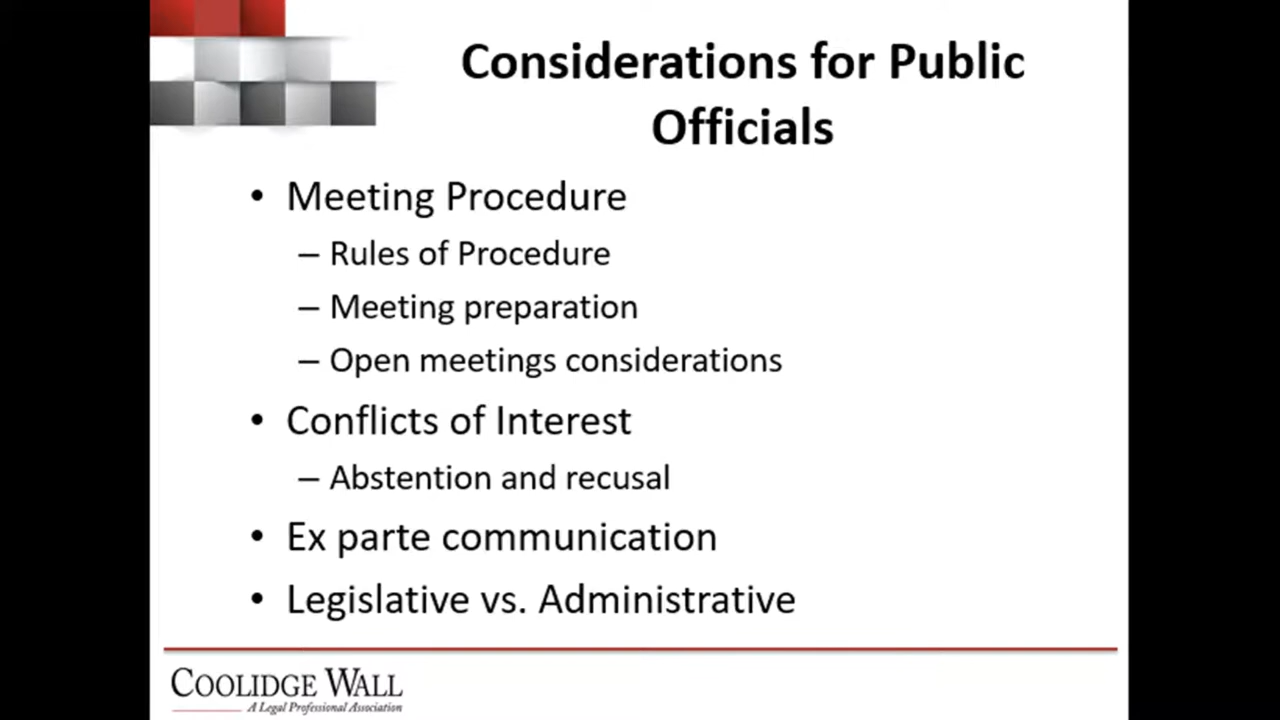 Considerations for Public
Officials
• Meeting Procedure
– Rules of Procedure
– Meeting preparation
– Open meetings considerations
• Conflicts of Interest
– Abstention and recusal
• Ex parte communication
• Legislative vs. Administrative
COOLIDGE WALL
A Legal Professional Association